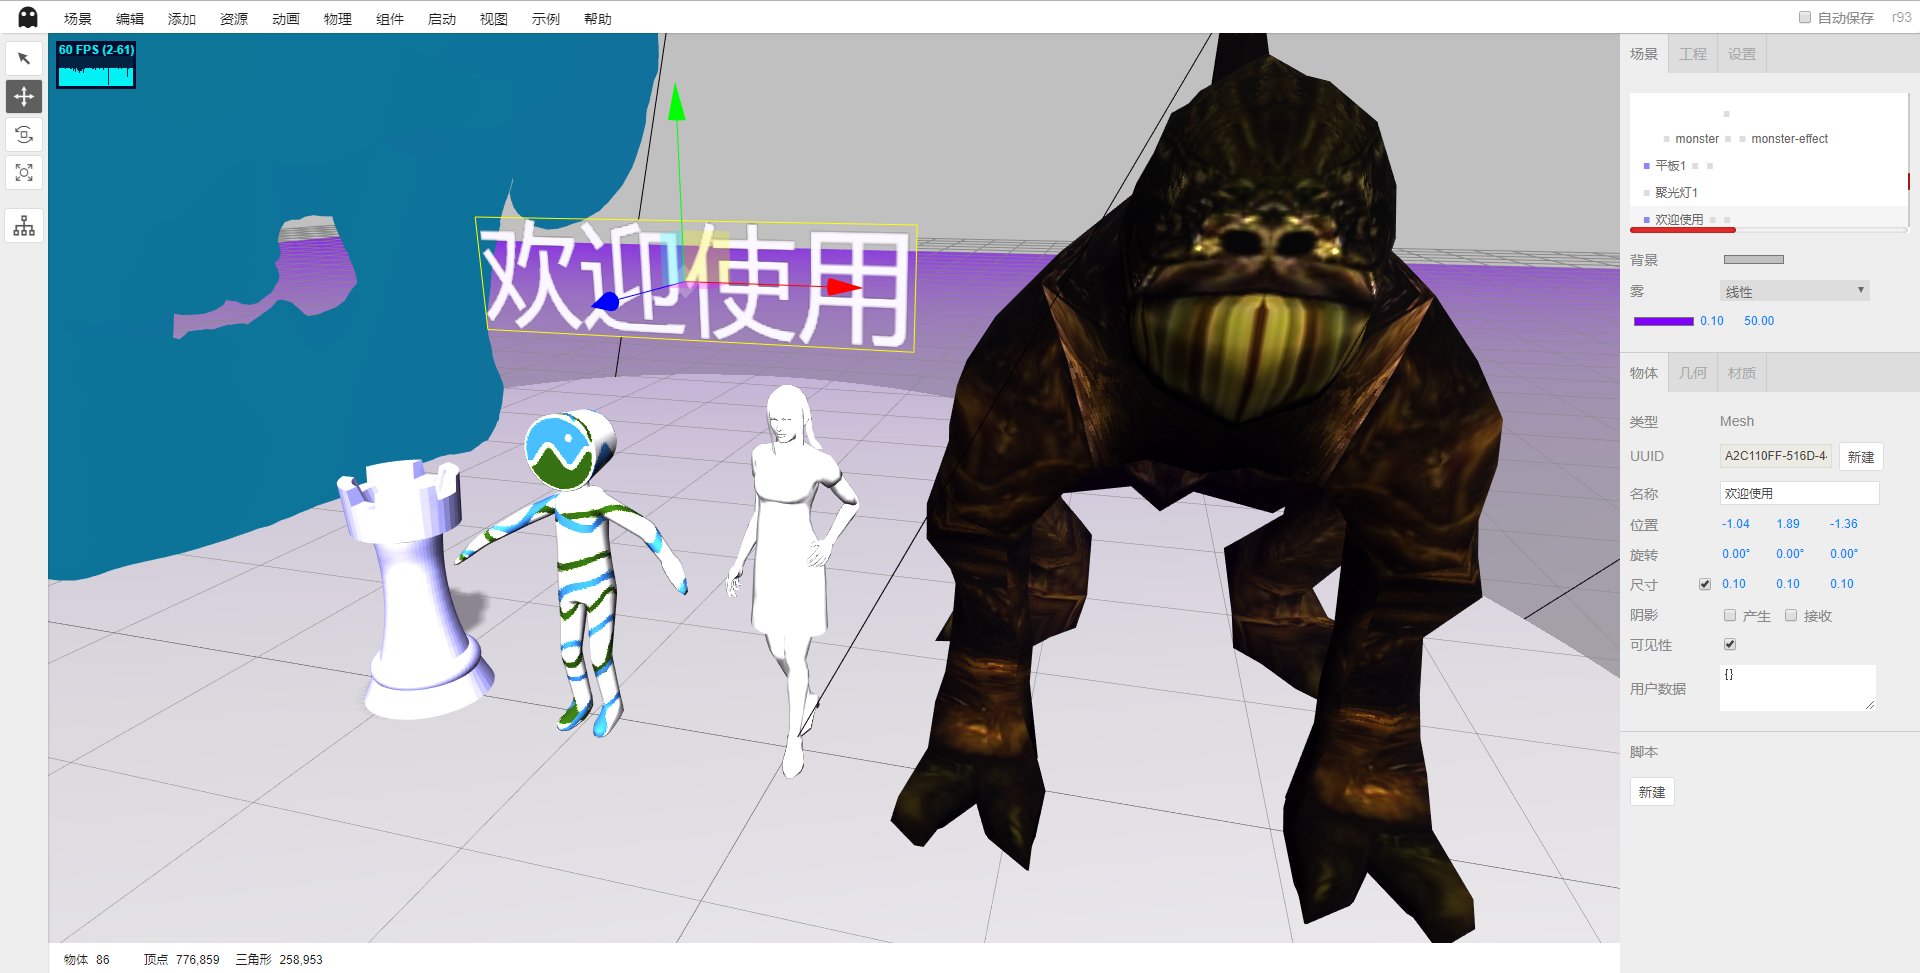 场景 编辑 添加 资源 动画 物理 组件 启动 视图 示例 帮助 自动保存 r93
60 FPS (2-61)
欢迎使用
场景 工程 设置
monster monster-effect
平板1
聚光灯1
欢迎使用
背景
雾 线性
0.10 50.00
物体 几何 材质
类型 Mesh
UUID A2C110FF-516D-4 新建
名称 欢迎使用
位置 -1.04 1.89 -1.36
旋转 0.00° 0.00° 0.00°
尺寸 0.10 0.10 0.10
阴影 产生 接收
可见性
用户数据 {}
脚本
新建
物体 86 顶点 776,859 三角形 258,953